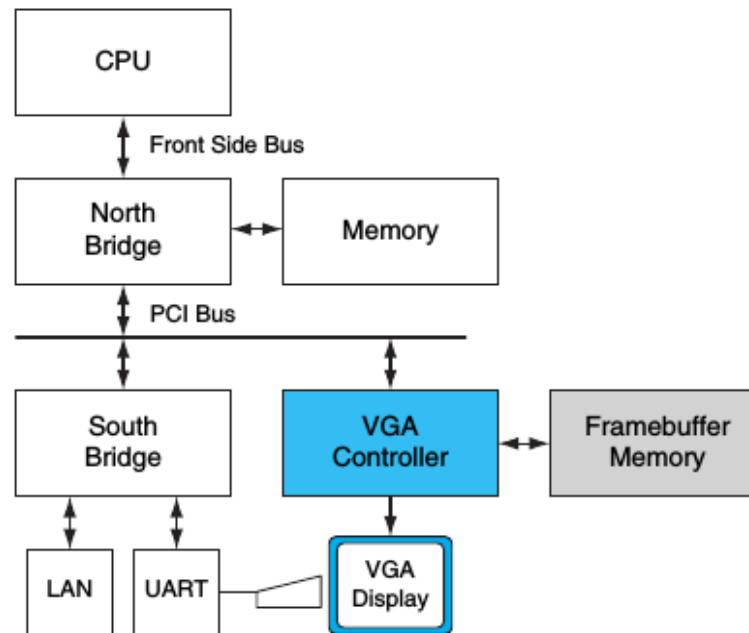 CPU
Front Side Bus
North
Bridge
Memory
PCI Bus
South
Bridge
VGA
Controller
Framebuffer
Memory
LAN
UART
VGA
Display